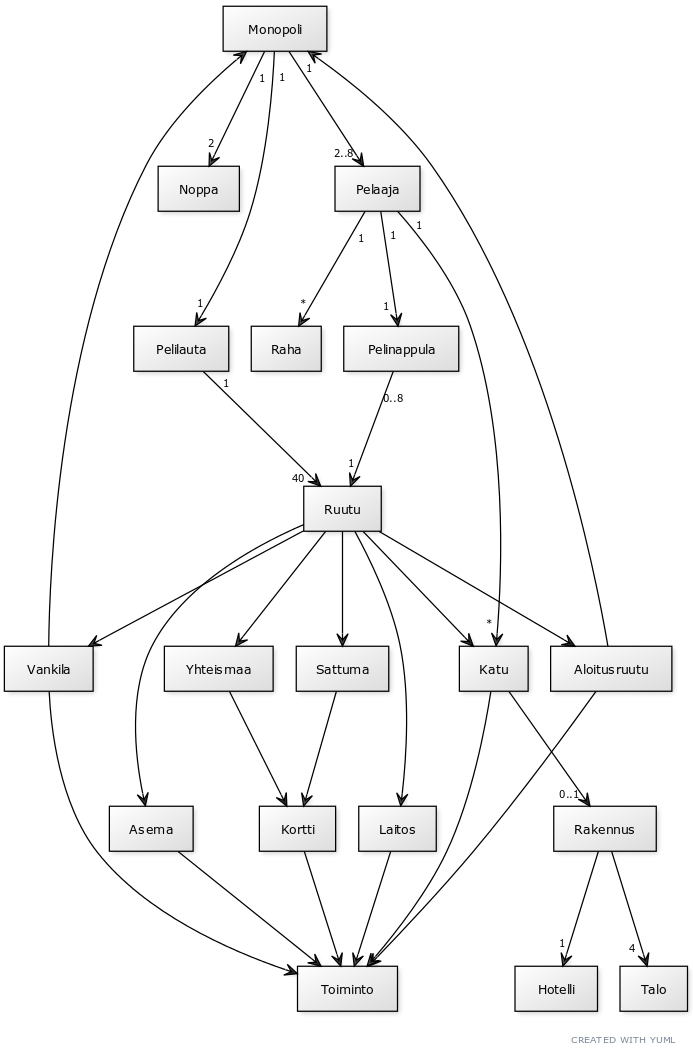 Monopoli
1 1 1
2 2..8
Noppa Pelaaja
1 1 1
1 * 1
Pelilauta Raha Pelinappula
1 0..8
40 1
Ruutu
*
Vankila Yhteismaa Sattuma Katu Aloitusruutu
0..1
Asema Kortti Laitos Rakennus
1 4
Toiminto Hotelli Talo
CREATED WITH YUML